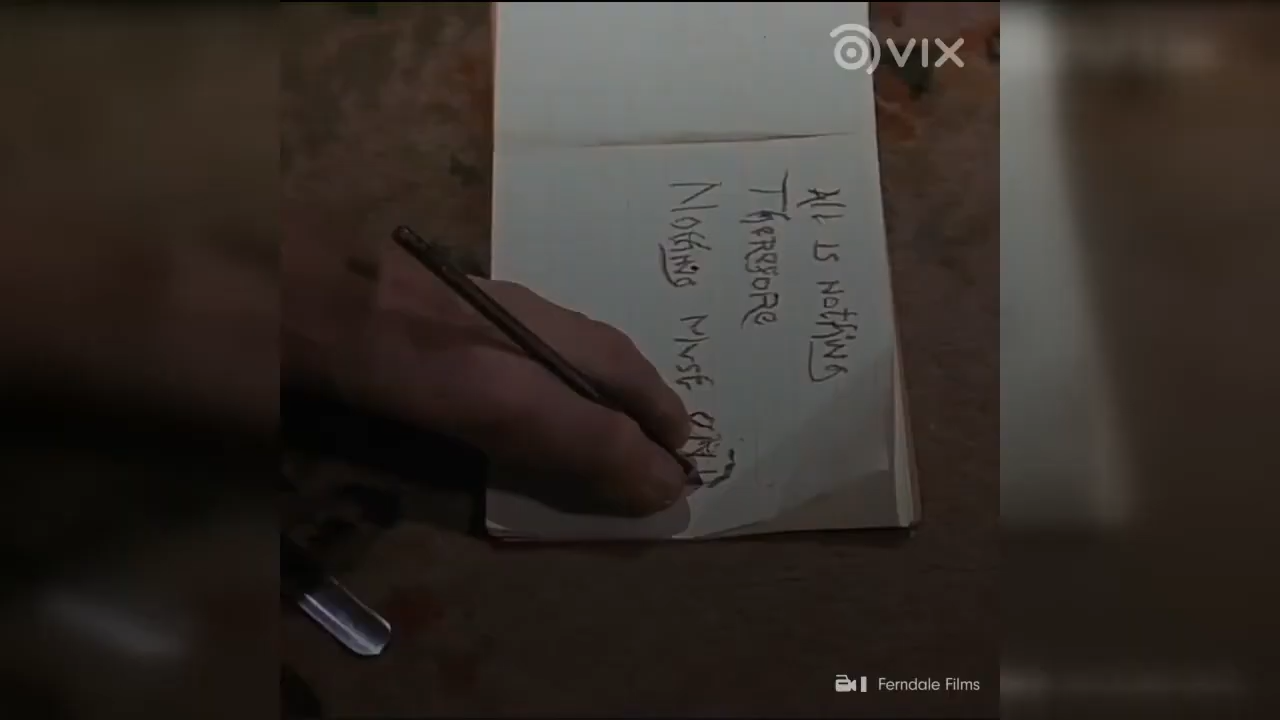 VIX
All is nothing
Therefore
Nothing must
Ferndale Films